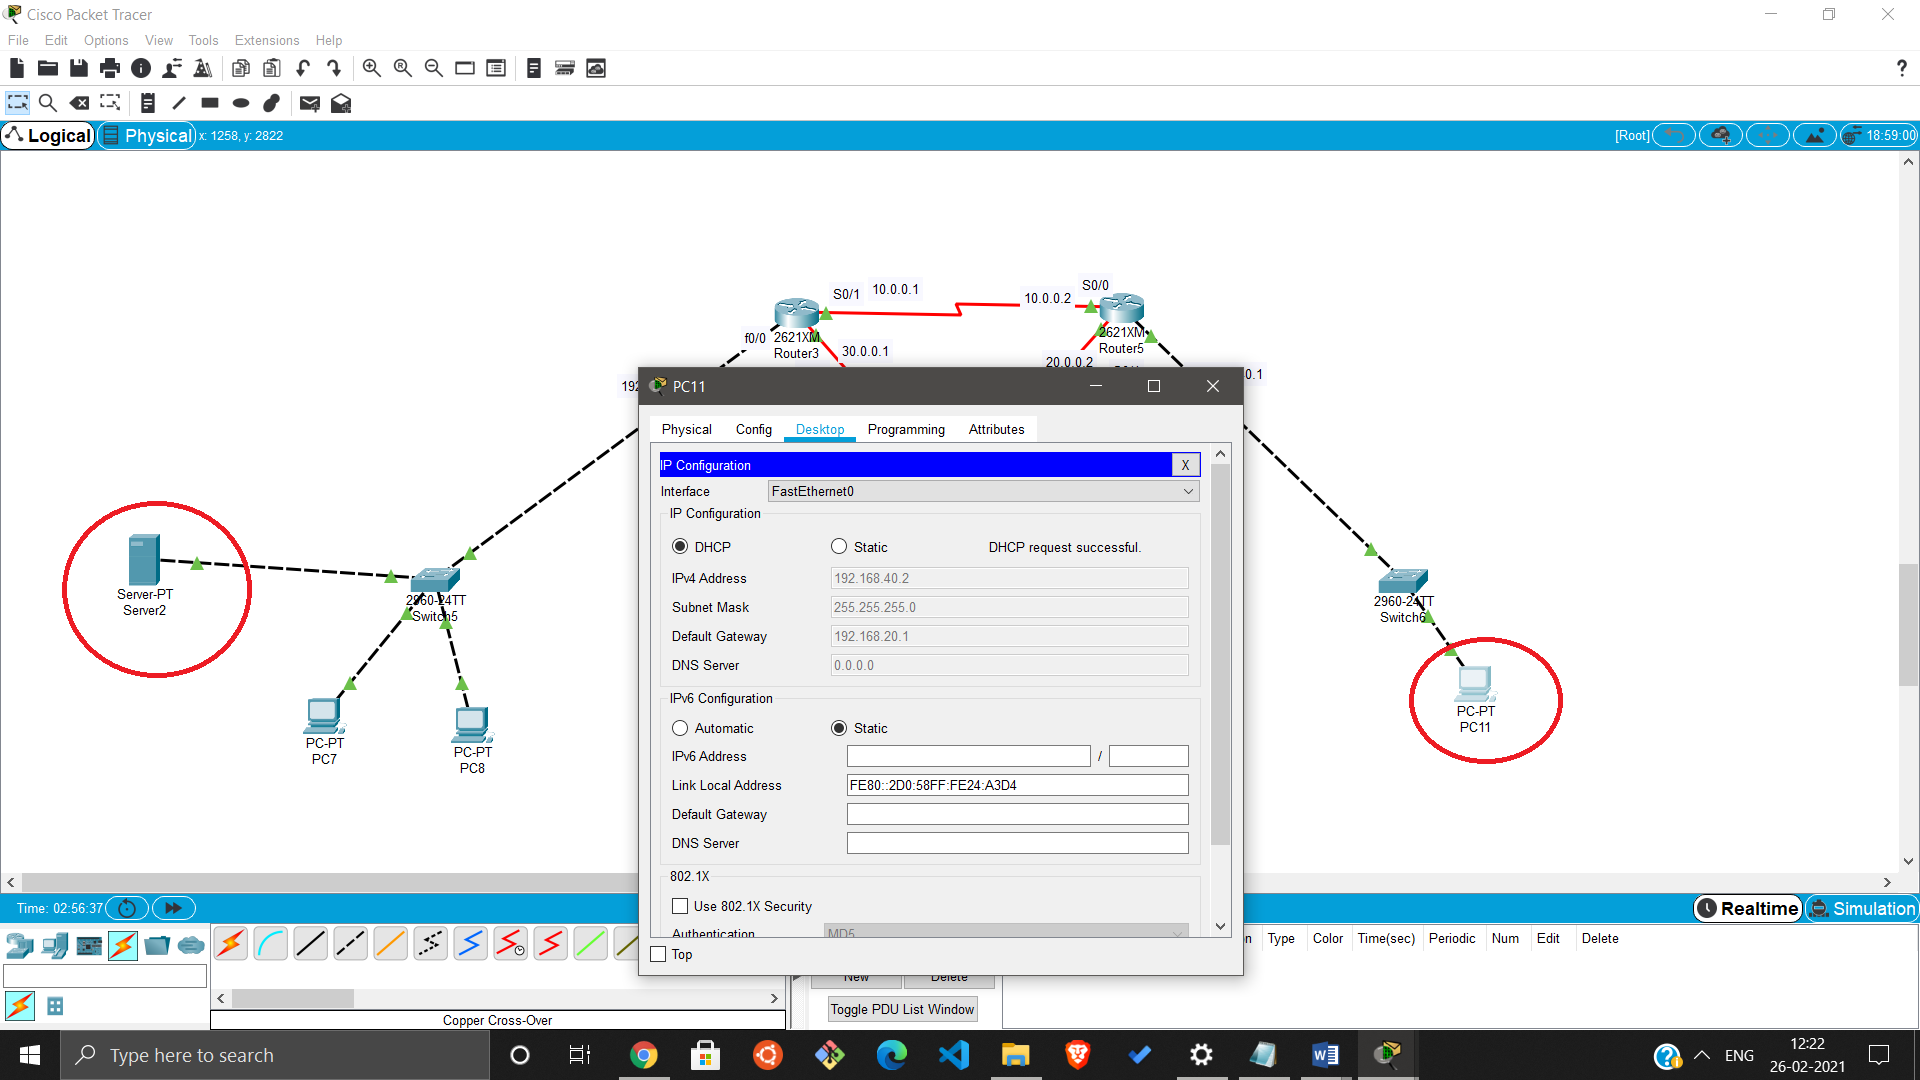 Cisco Packet Tracer
File Edit Options View Tools Extensions Help
?
Logical Physical x: 1258, y: 2822 [Root] 18:59:00
S0/1 10.0.0.1 10.0.0.2 S0/0
f0/0 2621XM Router3 30.0.0.1
2621XM Router5
20.0.0.2
192
0.1
PC11
Physical Config Desktop Programming Attributes
IP Configuration X
Interface FastEthernet0
IP Configuration
DHCP Static DHCP request successful.
IPv4 Address 192.168.40.2
Subnet Mask 255.255.255.0
Default Gateway 192.168.20.1
DNS Server 0.0.0.0
IPv6 Configuration
Automatic Static
IPv6 Address /
Link Local Address FE80::2D0:58FF:FE24:A3D4
Default Gateway
DNS Server
802.1X
Use 802.1X Security
Authentication MD5
Top
Server-PT
Server2
2960-24TT
Switch5
PC-PT
PC7
PC-PT
PC8
2960-24TT
Switch6
PC-PT
PC11
Time: 02:56:37 Realtime Simulation
Type Color Time(sec) Periodic Num Edit Delete
New Delete
Toggle PDU List Window
Copper Cross-Over
Type here to search
ENG
12:22
26-02-2021